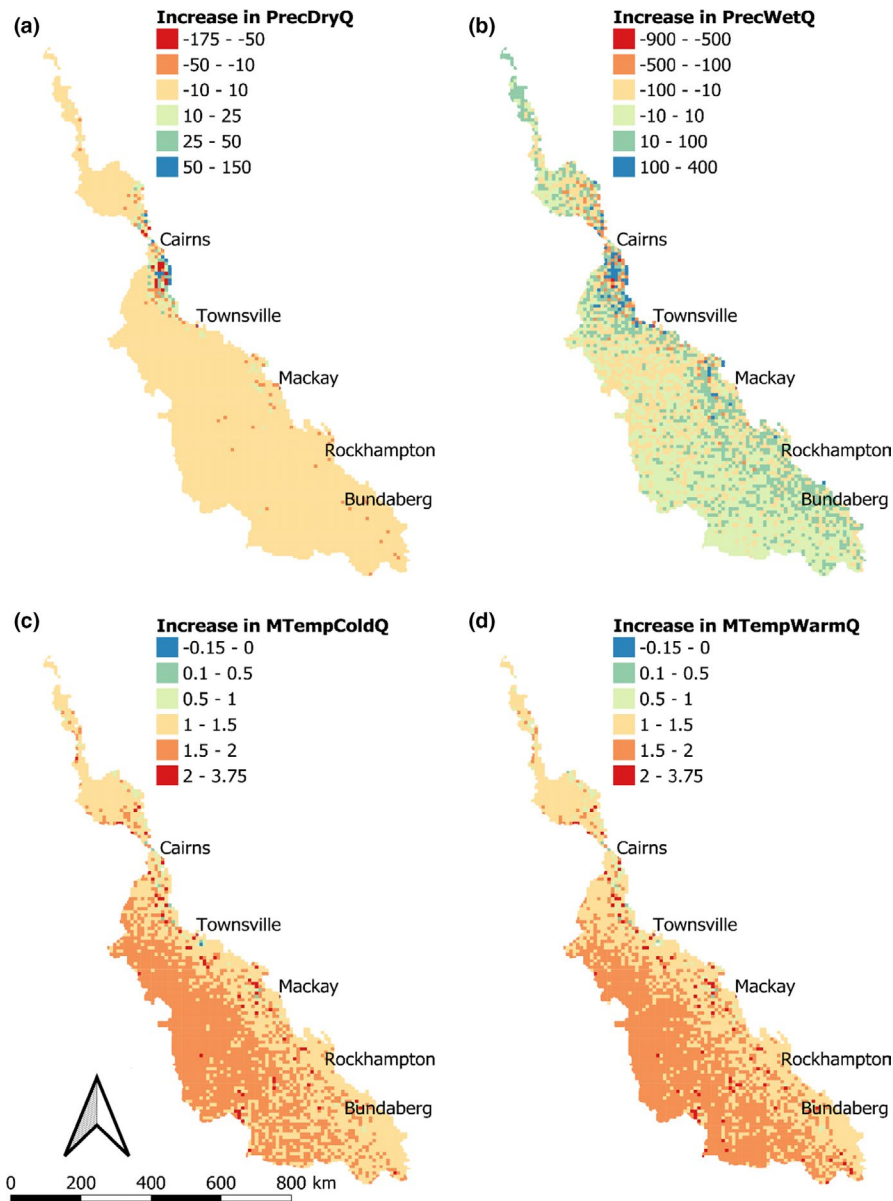 (a)
Increase in PrecDryQ
-175 - -50
-50 - -10
-10 - 10
10 - 25
25 - 50
50 - 150
Cairns
Townsville
Mackay
Rockhampton
Bundaberg
(b)
Increase in PrecWetQ
-900 - -500
-500 - -100
-100 - -10
-10 - 10
10 - 100
100 - 400
Cairns
Townsville
Mackay
Rockhampton
Bundaberg
(c)
Increase in MTempColdQ
-0.15 - 0
0.1 - 0.5
0.5 - 1
1 - 1.5
1.5 - 2
2 - 3.75
Cairns
Townsville
Mackay
Rockhampton
Bundaberg
0 200 400 600 800 km
(d)
Increase in MTempWarmQ
-0.15 - 0
0.1 - 0.5
0.5 - 1
1 - 1.5
1.5 - 2
2 - 3.75
Cairns
Townsville
Mackay
Rockhampton
Bundaberg